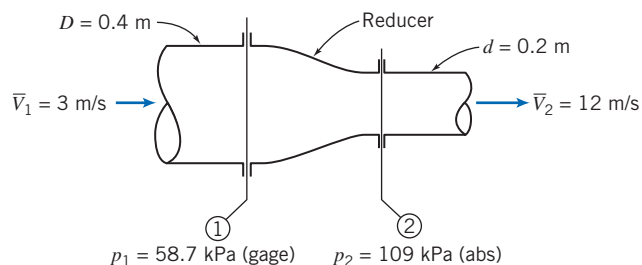 D = 0.4 m
Reducer
d = 0.2 m
V̅₁ = 3 m/s
V̅₂ = 12 m/s
①
②
p₁ = 58.7 kPa (gage)
p₂ = 109 kPa (abs)